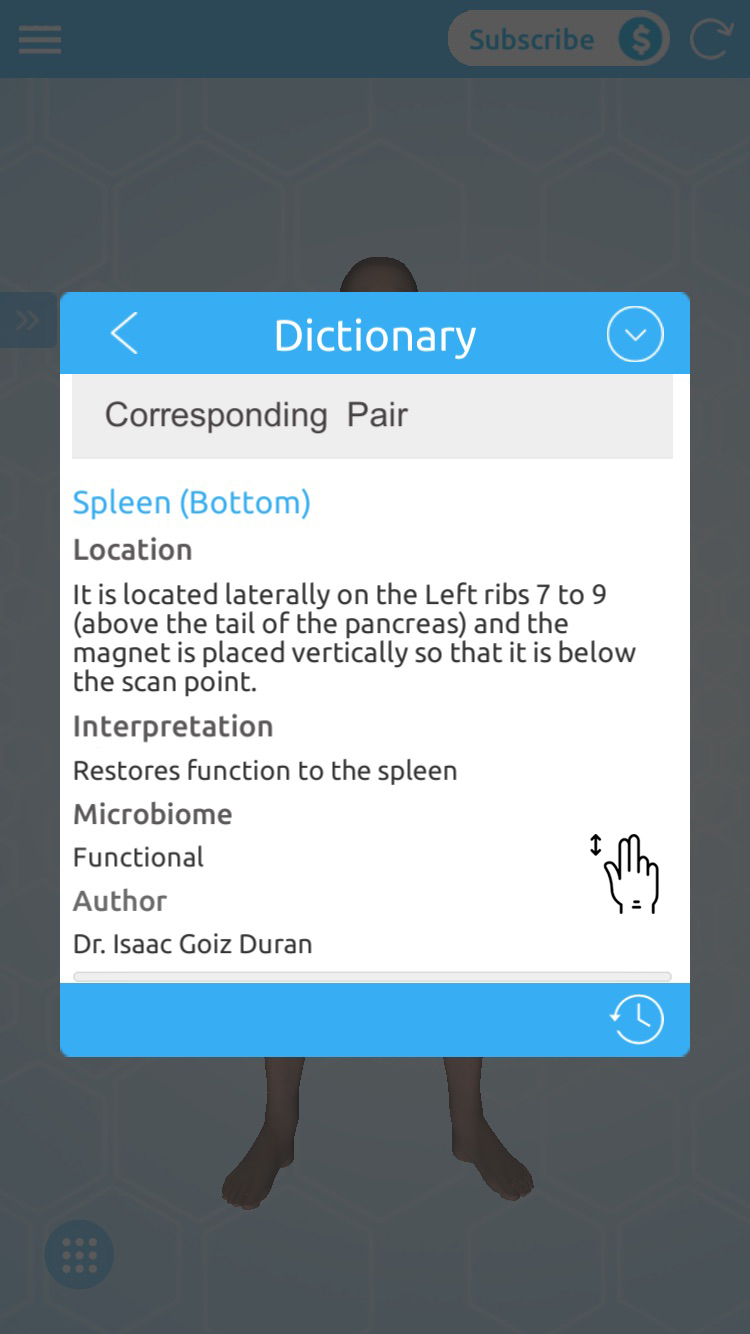 Subscribe
Dictionary
Corresponding Pair
Spleen (Bottom)
Location
It is located laterally on the Left ribs 7 to 9
(above the tail of the pancreas) and the
magnet is placed vertically so that it is below
the scan point.
Interpretation
Restores function to the spleen
Microbiome
Functional
Author
Dr. Isaac Goiz Duran